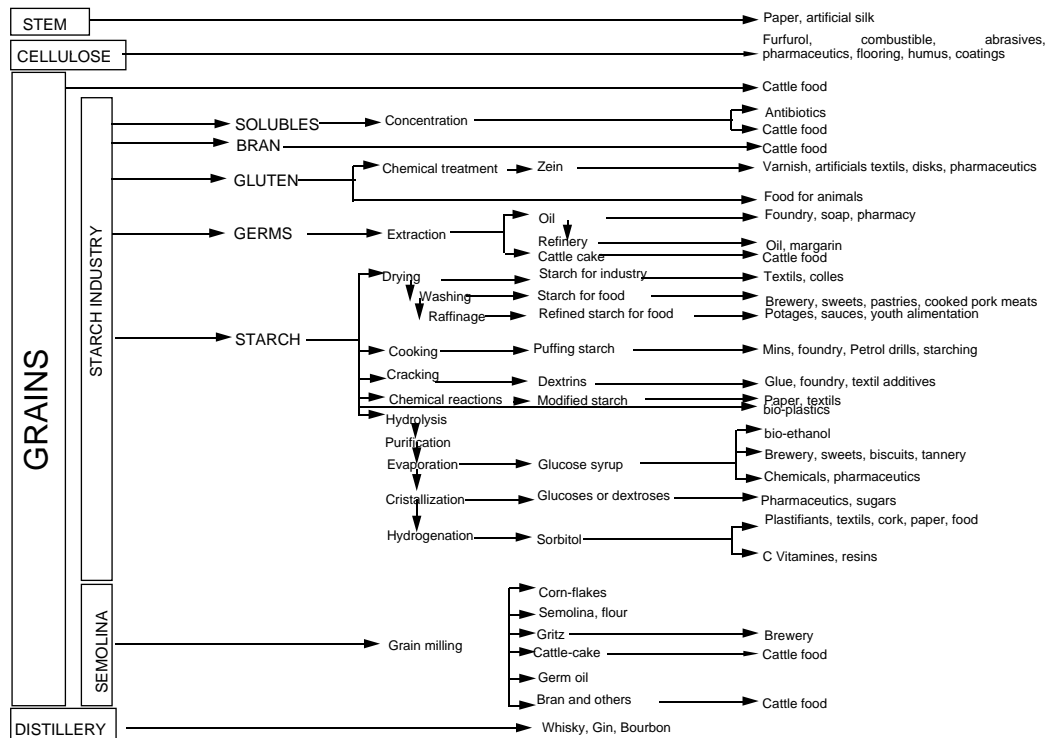 STEM
Paper, artificial silk
CELLULOSE
Furfurol, combustible, abrasives,
pharmaceutics, flooring, humus, coatings
GRAINS
Cattle food
STARCH INDUSTRY
SOLUBLES
Concentration
Antibiotics
Cattle food
BRAN
Cattle food
GLUTEN
Chemical treatment
Zein
Varnish, artificials textils, disks, pharmaceutics
Food for animals
GERMS
Extraction
Oil
Foundry, soap, pharmacy
Refinery
Oil, margarin
Cattle cake
Cattle food
STARCH
Drying
Starch for industry
Textils, colles
Washing
Starch for food
Brewery, sweets, pastries, cooked pork meats
Raffinage
Refined starch for food
Potages, sauces, youth alimentation
Cooking
Puffing starch
Mins, foundry, Petrol drills, starching
Cracking
Dextrins
Glue, foundry, textil additives
Chemical reactions
Modified starch
Paper, textils
bio-plastics
Hydrolysis
Purification
Evaporation
Glucose syrup
bio-ethanol
Brewery, sweets, biscuits, tannery
Chemicals, pharmaceutics
Cristallization
Glucoses or dextroses
Pharmaceutics, sugars
Hydrogenation
Sorbitol
Plastifiants, textils, cork, paper, food
C Vitamines, resins
SEMOLINA
Grain milling
Corn-flakes
Semolina, flour
Gritz
Brewery
Cattle-cake
Cattle food
Germ oil
Bran and others
Cattle food
DISTILLERY
Whisky, Gin, Bourbon